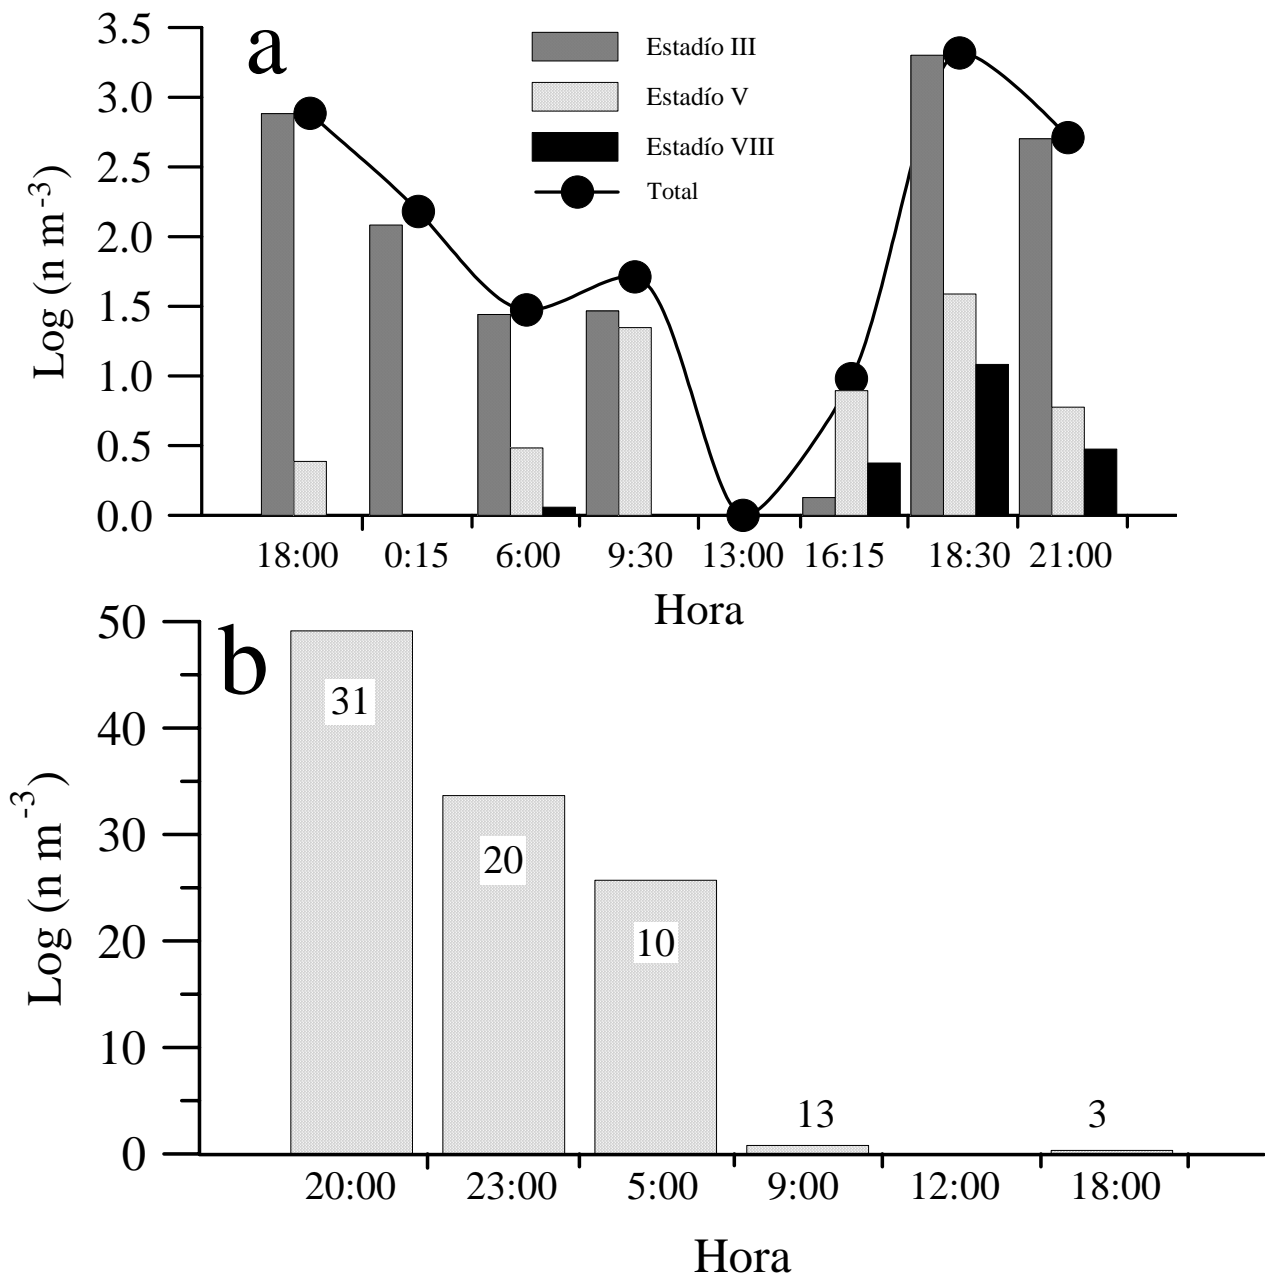 a
3.5
3.0
2.5
2.0
1.5
1.0
0.5
0.0
Log (n m-3)
Estadío III
Estadío V
Estadío VIII
Total
18:00 0:15 6:00 9:30 13:00 16:15 18:30 21:00
Hora
b
50
40
30
20
10
0
Log (n m-3)
31
20
10
13
3
20:00 23:00 5:00 9:00 12:00 18:00
Hora